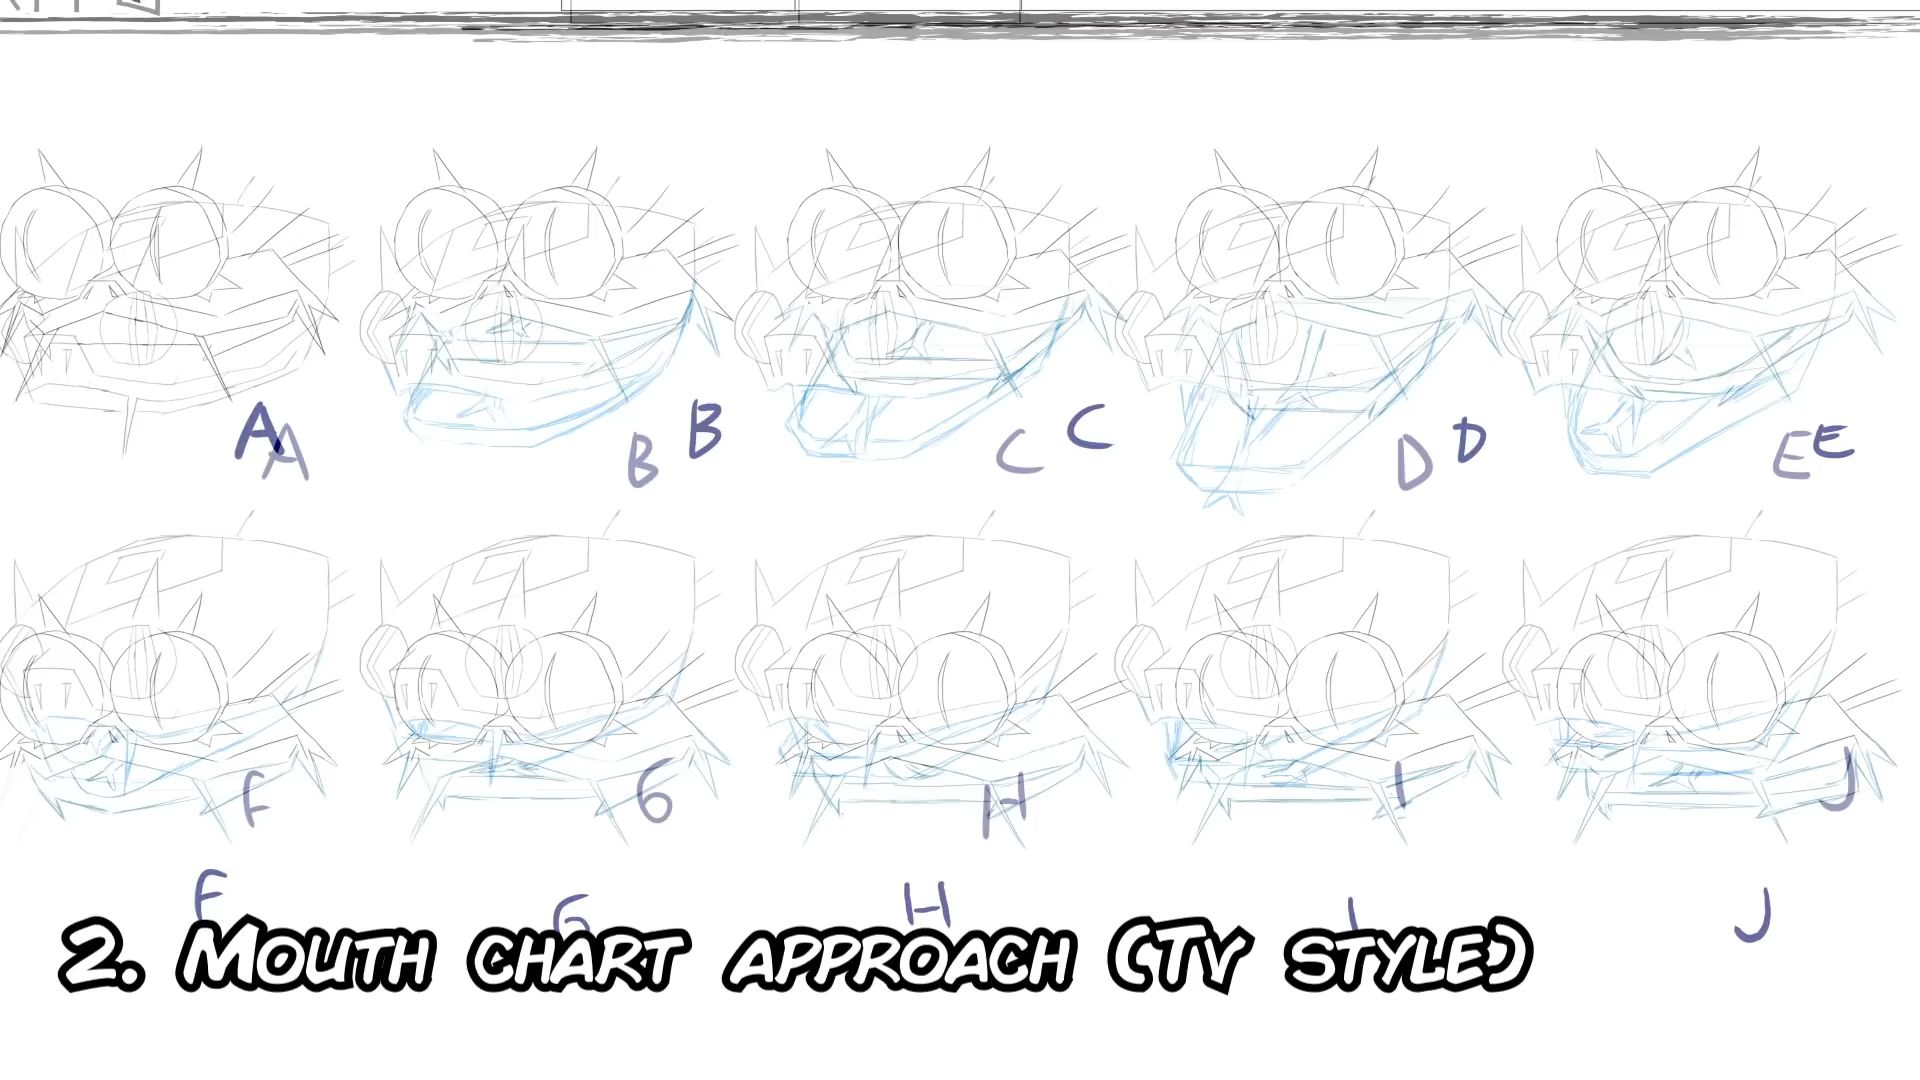 A A B B C C D D E E
F G H I J
F G H I J
2. MOUTH CHART APPROACH (TV STYLE)